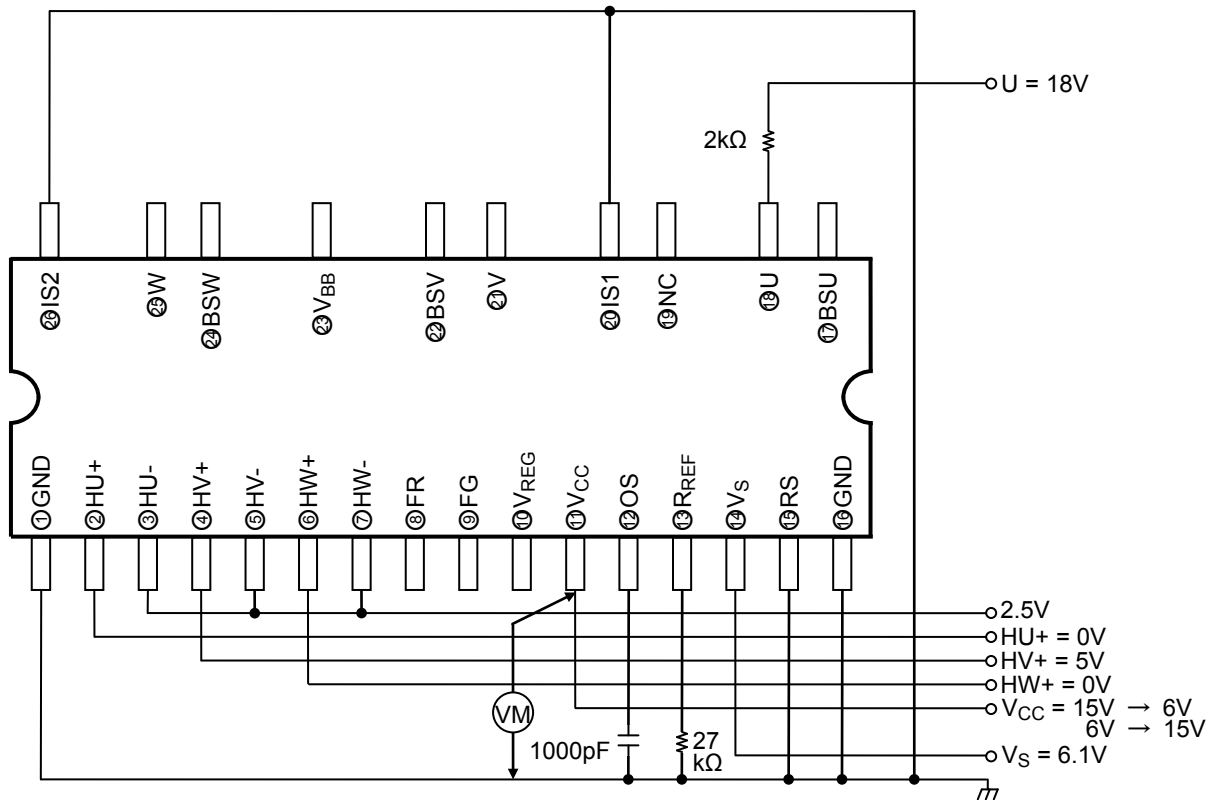 U = 18V
2kΩ
㉖IS2
㉕W
㉔BSW
㉓VBB
㉒BSV
㉑V
⑳IS1
⑲NC
⑱U
⑰BSU
①GND
②HU+
③HU-
④HV+
⑤HV-
⑥HW+
⑦HW-
⑧FR
⑨FG
⑩VREG
⑪VCC
⑫OS
⑬RREF
⑭VS
⑮RS
⑯GND
2.5V
HU+ = 0V
HV+ = 5V
HW+ = 0V
VM
VCC = 15V → 6V
6V → 15V
1000pF
27
kΩ
VS = 6.1V